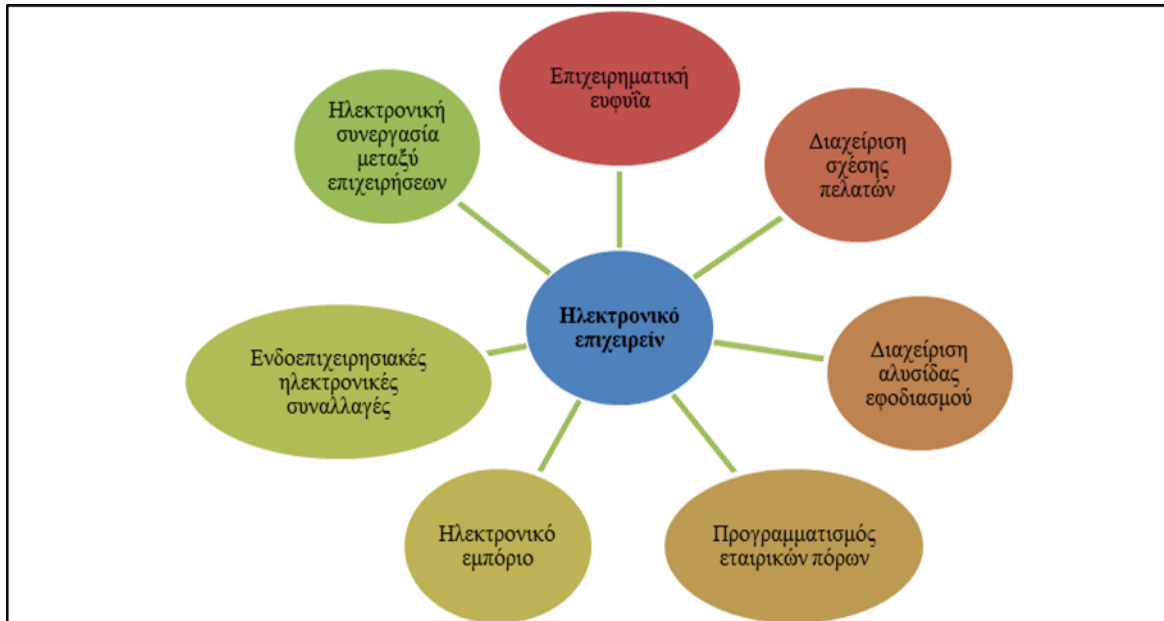 Επιχειρηματική
ευφυΐα
Διαχείριση
σχέσης
πελατών
Διαχείριση
αλυσίδας
εφοδιασμού
Προγραμματισμός
εταιρικών πόρων
Ηλεκτρονικό
εμπόριο
Ενδοεπιχειρησιακές
ηλεκτρονικές
συναλλαγές
Ηλεκτρονική
συνεργασία
μεταξύ
επιχειρήσεων
Ηλεκτρονικό
επιχειρείν